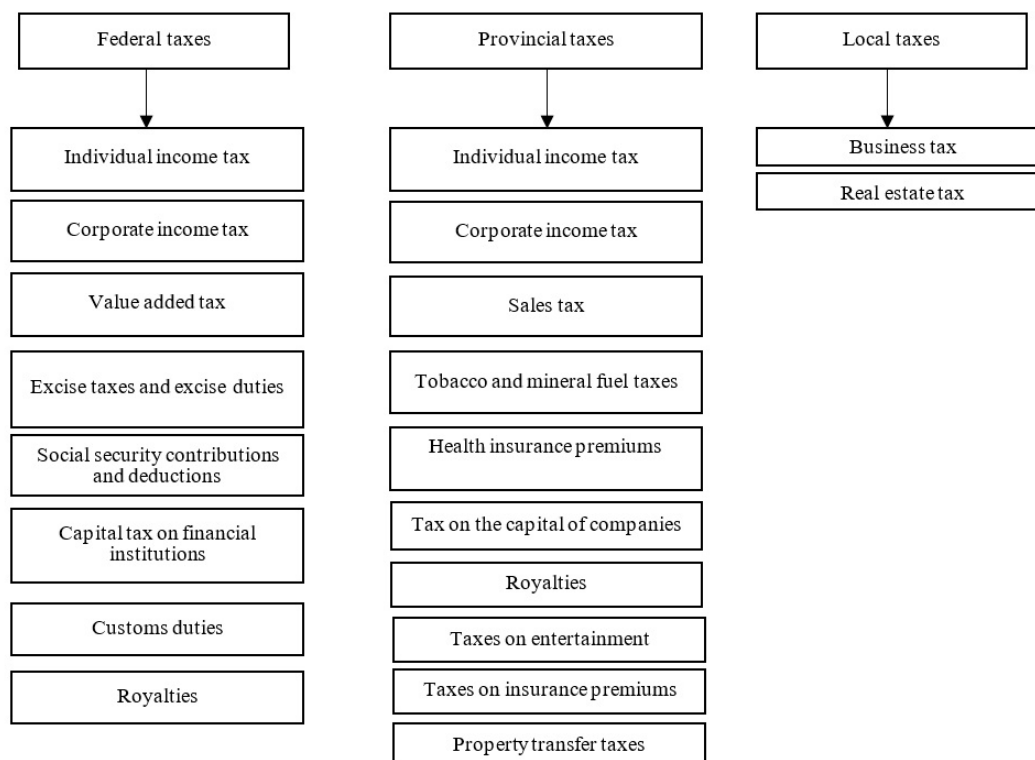 Federal taxes
Individual income tax
Corporate income tax
Value added tax
Excise taxes and excise duties
Social security contributions
and deductions
Capital tax on financial
institutions
Customs duties
Royalties
Provincial taxes
Individual income tax
Corporate income tax
Sales tax
Tobacco and mineral fuel taxes
Health insurance premiums
Tax on the capital of companies
Royalties
Taxes on entertainment
Taxes on insurance premiums
Property transfer taxes
Local taxes
Business tax
Real estate tax